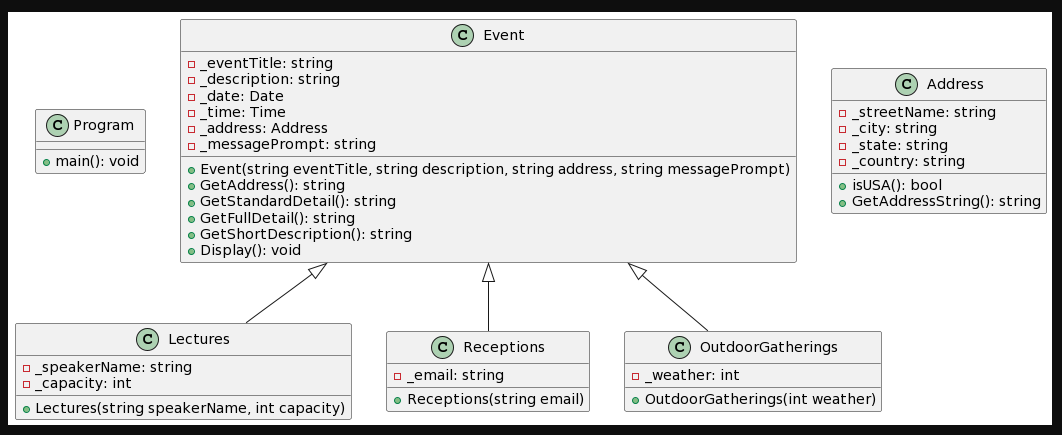 C Program
main(): void
C Event
_eventTitle: string
_description: string
_date: Date
_time: Time
_address: Address
_messagePrompt: string
Event(string eventTitle, string description, string address, string messagePrompt)
GetAddress(): string
GetStandardDetail(): string
GetFullDetail(): string
GetShortDescription(): string
Display(): void
C Address
_streetName: string
_city: string
_state: string
_country: string
isUSA(): bool
GetAddressString(): string
C Lectures
_speakerName: string
_capacity: int
Lectures(string speakerName, int capacity)
C Receptions
_email: string
Receptions(string email)
C OutdoorGatherings
_weather: int
OutdoorGatherings(int weather)